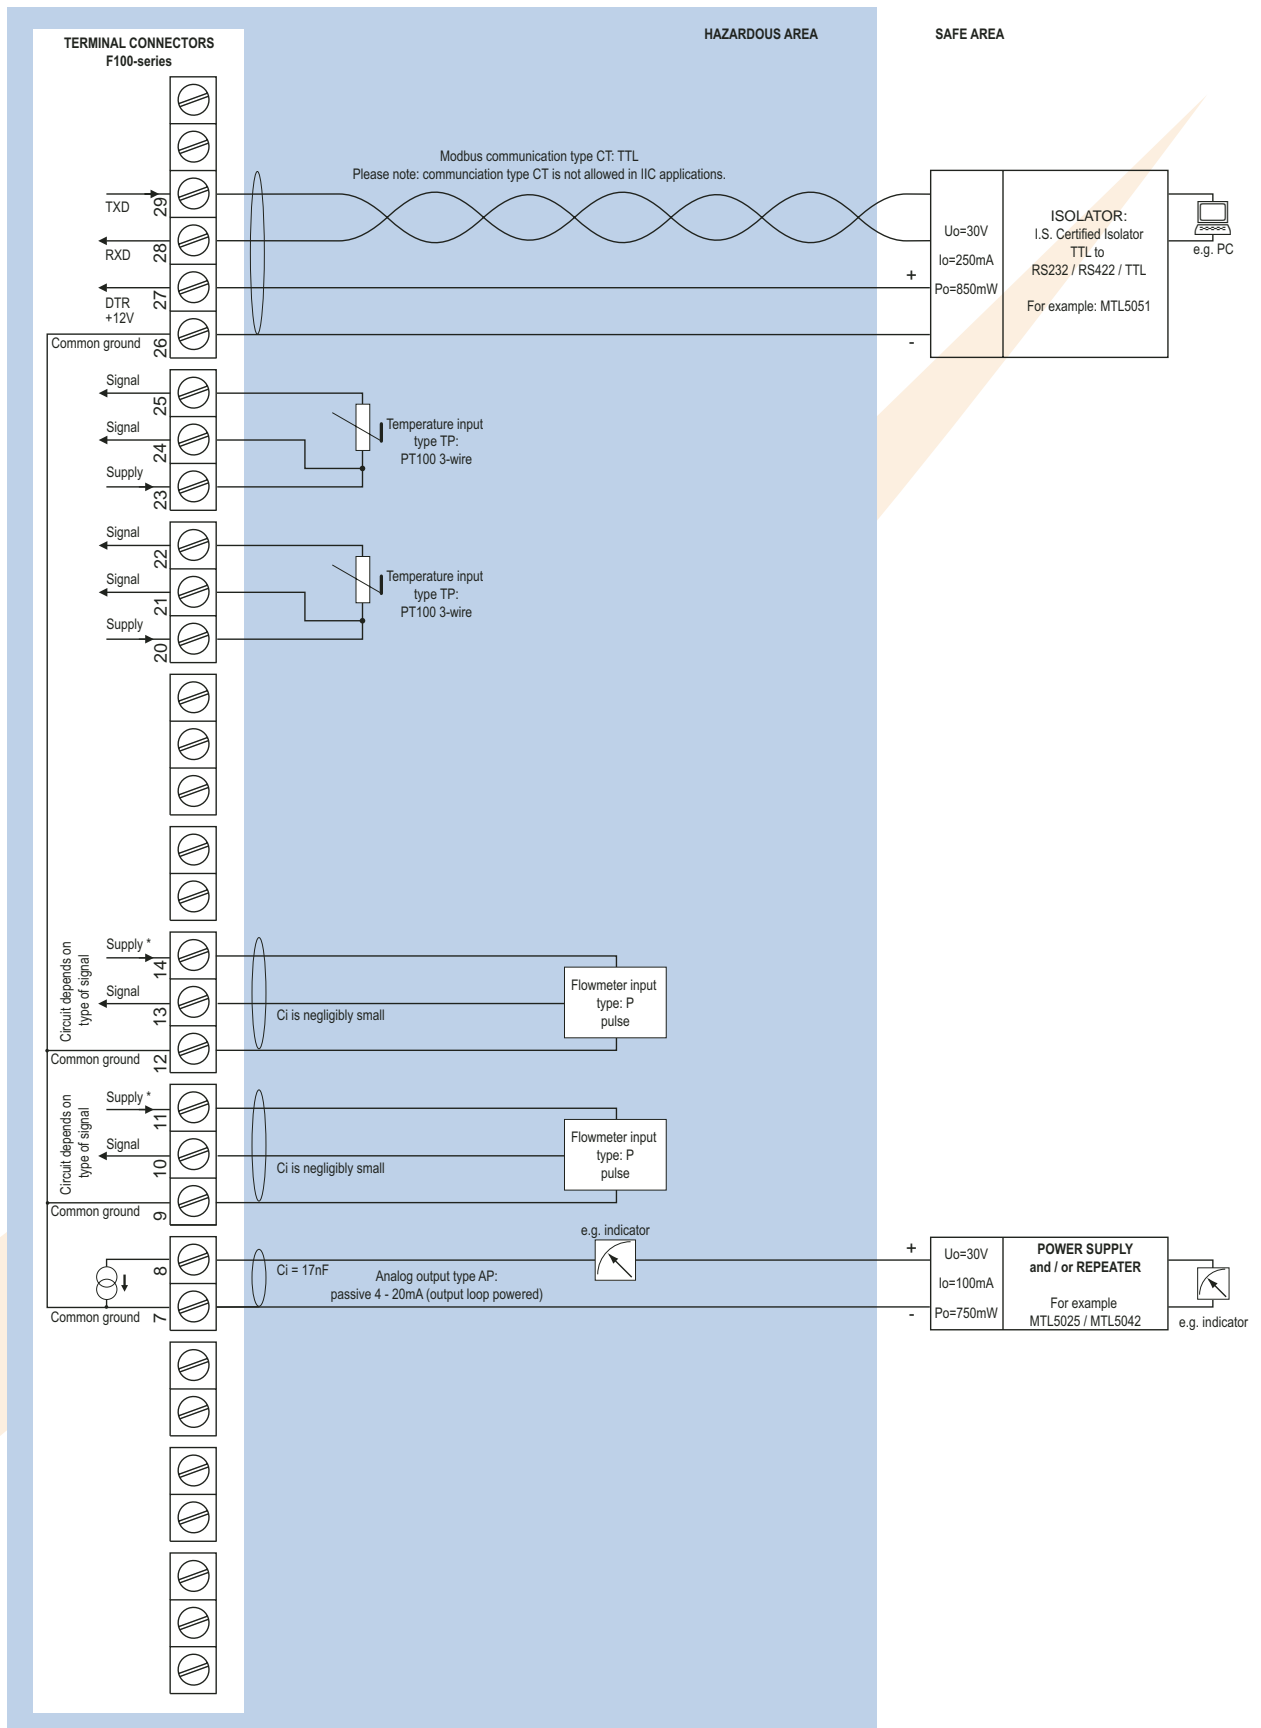 HAZARDOUS AREA
SAFE AREA
TERMINAL CONNECTORS
F100-series
Modbus communication type CT: TTL
Please note: communciation type CT is not allowed in IIC applications.
TXD
29
RXD
28
DTR
+12V
27
Common ground
26
+
-
Uo=30V
Io=250mA
Po=850mW
ISOLATOR:
I.S. Certified Isolator
TTL to
RS232 / RS422 / TTL
For example: MTL5051
e.g. PC
Signal
25
Signal
24
Supply
23
Temperature input
type TP:
PT100 3-wire
Signal
22
Signal
21
Supply
20
Temperature input
type TP:
PT100 3-wire
Circuit depends on
type of signal
Supply *
14
Signal
13
Common ground
12
Ci is negligibly small
Flowmeter input
type: P
pulse
Circuit depends on
type of signal
Supply *
11
Signal
10
Common ground
9
Ci is negligibly small
Flowmeter input
type: P
pulse
8
Common ground
7
Ci = 17nF
Analog output type AP:
passive 4 - 20mA (output loop powered)
e.g. indicator
+
-
Uo=30V
Io=100mA
Po=750mW
POWER SUPPLY
and / or REPEATER
For example
MTL5025 / MTL5042
e.g. indicator